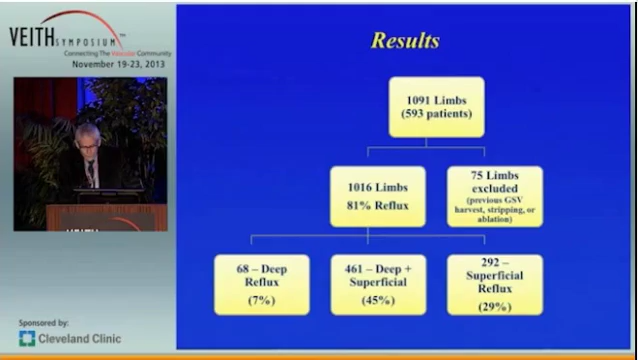 VEITHSYMPOSIUM™
Connecting The Vascular Community
November 19-23, 2013
Results
1091 Limbs
(593 patients)
1016 Limbs
81% Reflux
75 Limbs
excluded
(previous GSV
harvest, stripping, or
ablation)
68 – Deep
Reflux
(7%)
461 – Deep +
Superficial
(45%)
292 –
Superficial
Reflux
(29%)
Sponsored by:
Cleveland Clinic